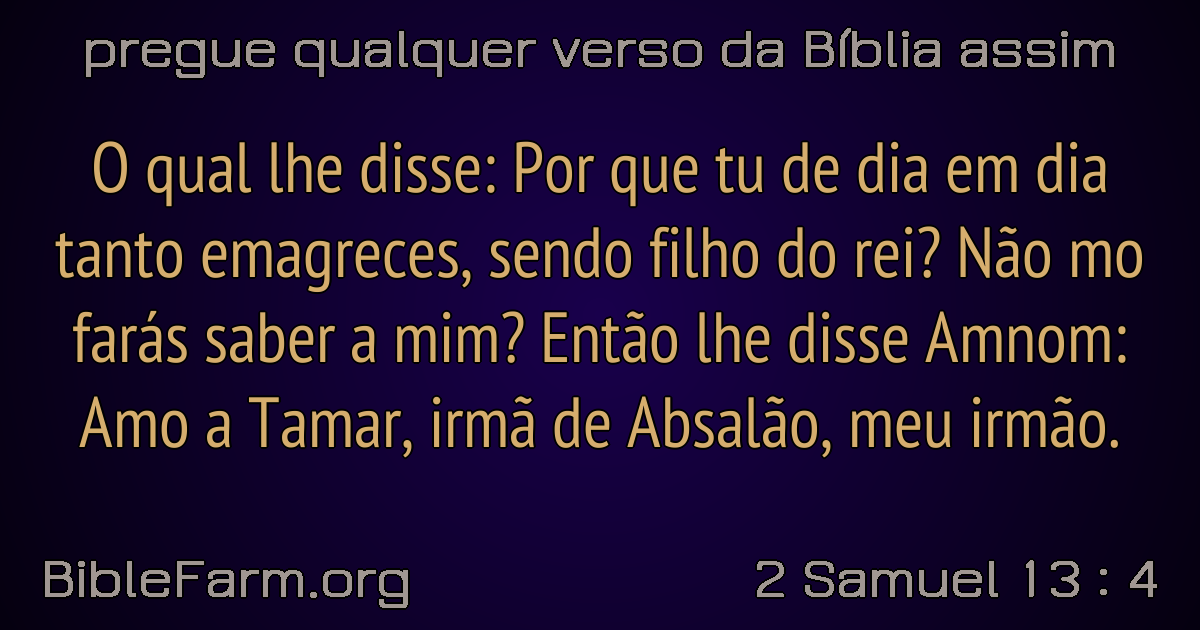 pregue qualquer verso da Bíblia assim
O qual lhe disse: Por que tu de dia em dia
tanto emagreces, sendo filho do rei? Não mo
farás saber a mim? Então lhe disse Amnom:
Amo a Tamar, irmã de Absalão, meu irmão.
BibleFarm.org
2 Samuel 13 : 4